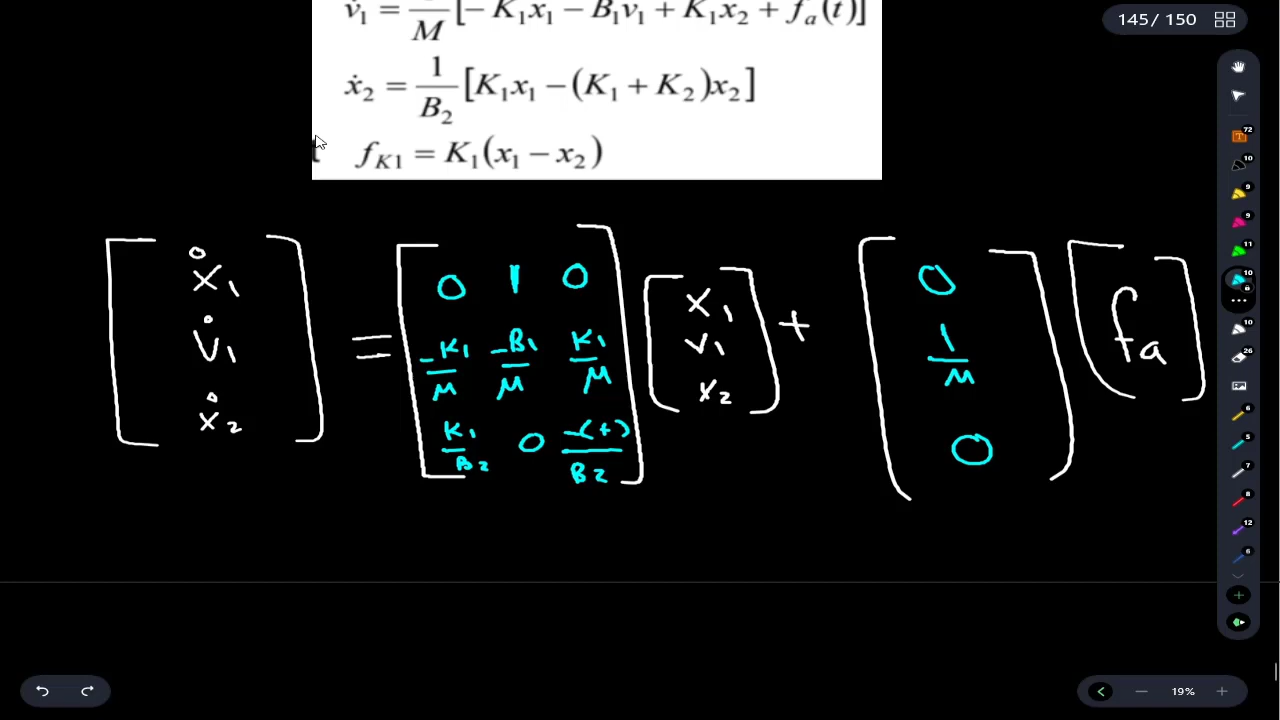 145 / 150
v̇₁ = 1/M [−K₁x₁ − B₁v₁ + K₁x₂ + fₐ(t)]
ẋ₂ = 1/B₂ [K₁x₁ − (K₁ + K₂)x₂]
f_K1 = K₁(x₁ − x₂)
[ẋ₁ v̇₁ ẋ₂] = [0 1 0
−K₁/M −B₁/M K₁/M
K₁/B₂ 0 −(+)/B₂] [x₁ v₁ x₂] + [0 1/M 0] [fa]
19%